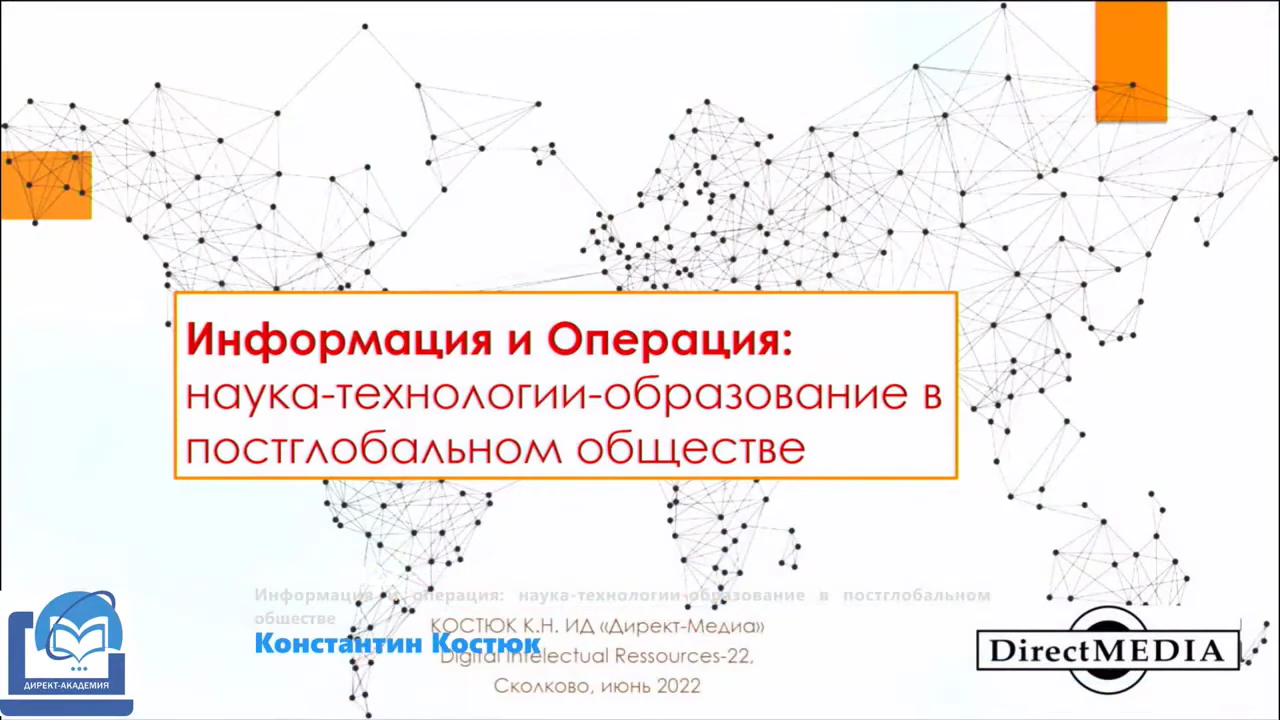 Информация и Операция:
наука-технологии-образование в
постглобальном обществе
Информация и операция: наука-технологии-образование в постглобальном
обществе
КОСТЮК К.Н. ИД «Директ-Медиа»
Константин Костюк
Digital Intelectual Ressources-22,
Сколково, июнь 2022
ДИРЕКТ-АКАДЕМИЯ
DirectMEDIA